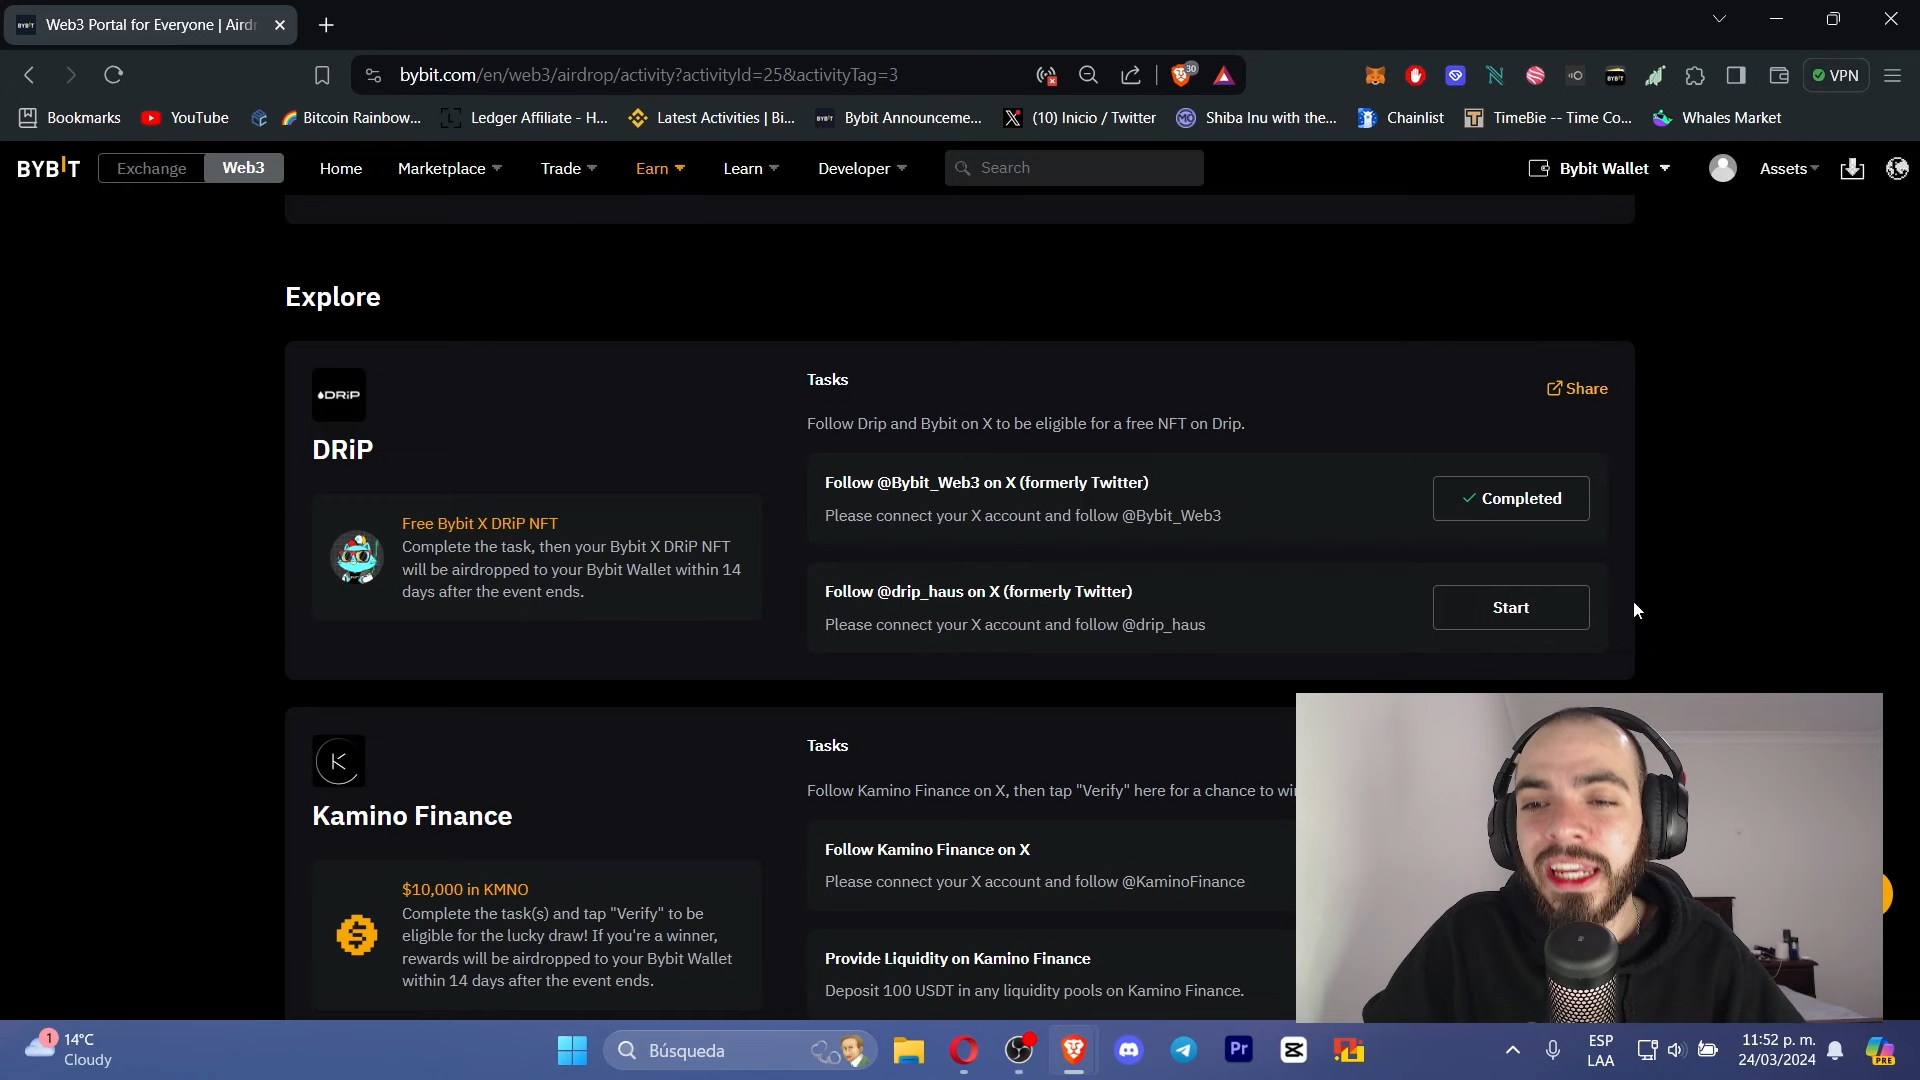 BYB!T Web3 Portal for Everyone | Airdr
bybit.com/en/web3/airdrop/activity?activityId=25&activityTag=3
30
VPN
Bookmarks YouTube Bitcoin Rainbow... Ledger Affiliate - H... Latest Activities | Bi... Bybit Announceme... (10) Inicio / Twitter Shiba Inu with the... Chainlist TimeBie -- Time Co... Whales Market
BYBIT Exchange Web3 Home Marketplace Trade Earn Learn Developer Search Bybit Wallet Assets
Explore
DRiP
DRiP
Free Bybit X DRiP NFT
Complete the task, then your Bybit X DRiP NFT
will be airdropped to your Bybit Wallet within 14
days after the event ends.
Tasks
Share
Follow Drip and Bybit on X to be eligible for a free NFT on Drip.
Follow @Bybit_Web3 on X (formerly Twitter)
Please connect your X account and follow @Bybit_Web3
Completed
Follow @drip_haus on X (formerly Twitter)
Please connect your X account and follow @drip_haus
Start
K
Kamino Finance
$10,000 in KMNO
Complete the task(s) and tap "Verify" to be
eligible for the lucky draw! If you're a winner,
rewards will be airdropped to your Bybit Wallet
within 14 days after the event ends.
Tasks
Follow Kamino Finance on X, then tap "Verify" here for a chance to wi
Follow Kamino Finance on X
Please connect your X account and follow @KaminoFinance
Provide Liquidity on Kamino Finance
Deposit 100 USDT in any liquidity pools on Kamino Finance.
1
14°C
Cloudy
Búsqueda
Pr
ESP
LAA
11:52 p. m.
24/03/2024
PRE